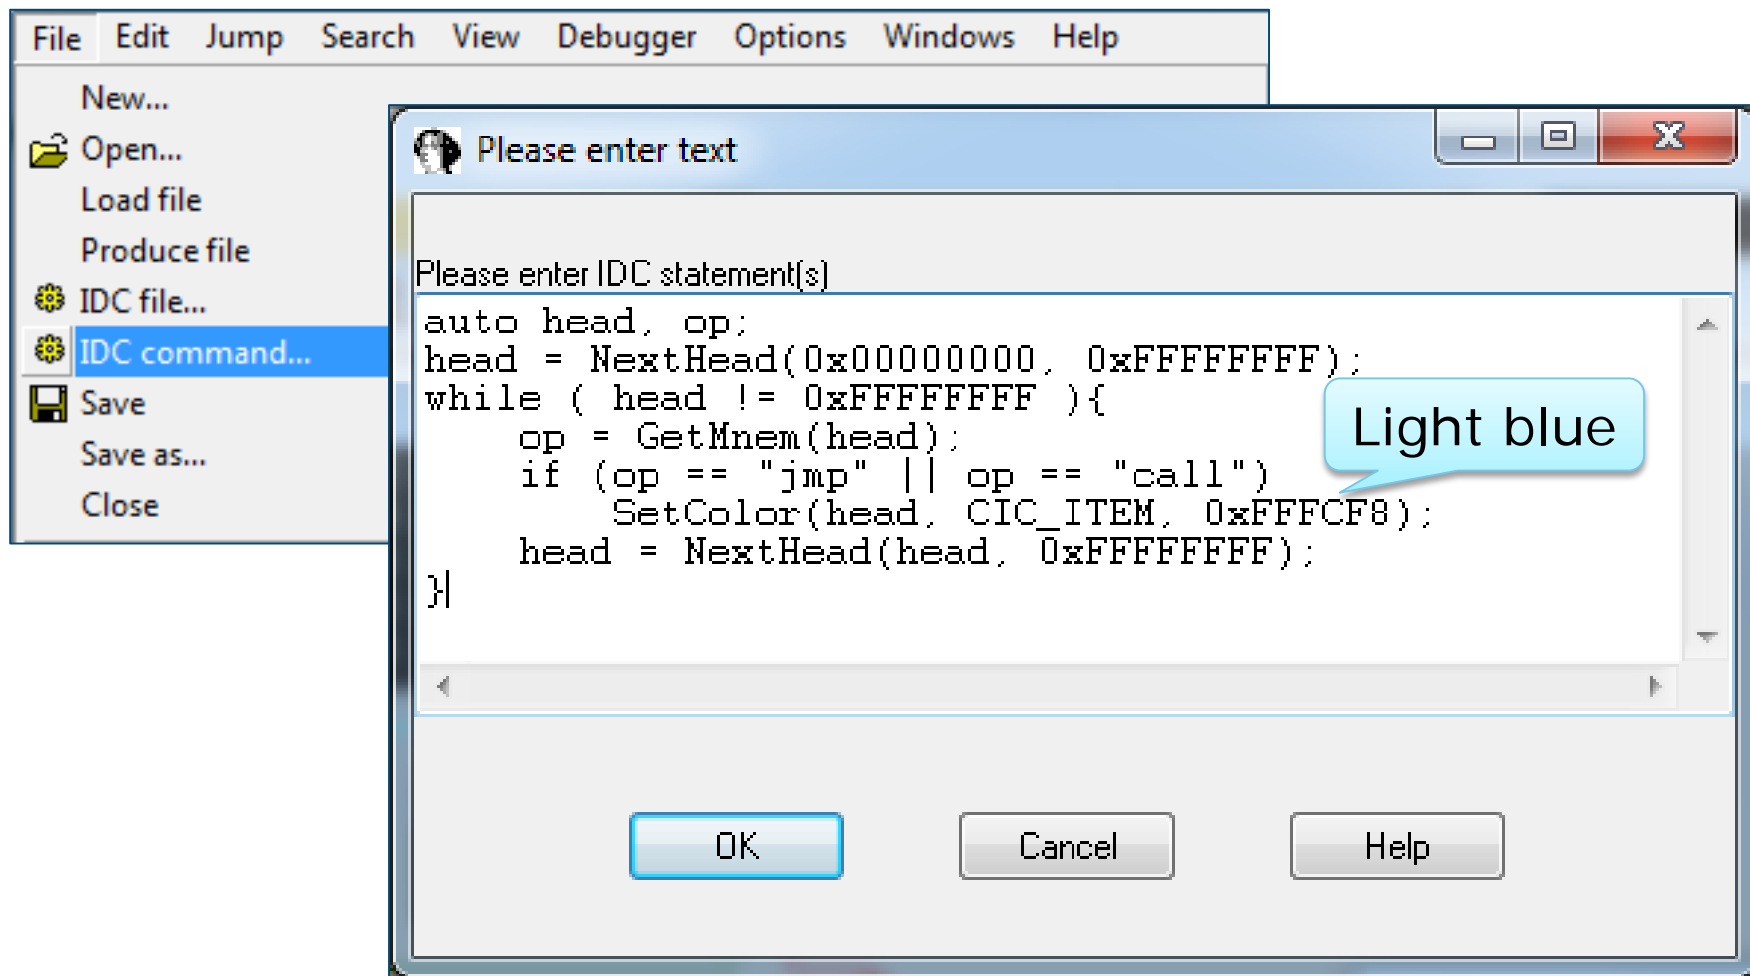 File Edit Jump Search View Debugger Options Windows Help
New...
Open...
Load file
Produce file
IDC file...
IDC command...
Save
Save as...
Close
Please enter text
Please enter IDC statement(s)
auto head, op;
head = NextHead(0x00000000, 0xFFFFFFFF);
while ( head != 0xFFFFFFFF ){
    op = GetMnem(head);
    if (op == "jmp" || op == "call")
        SetColor(head, CIC_ITEM, 0xFFFCF8);
    head = NextHead(head, 0xFFFFFFFF);
}
Light blue
OK Cancel Help